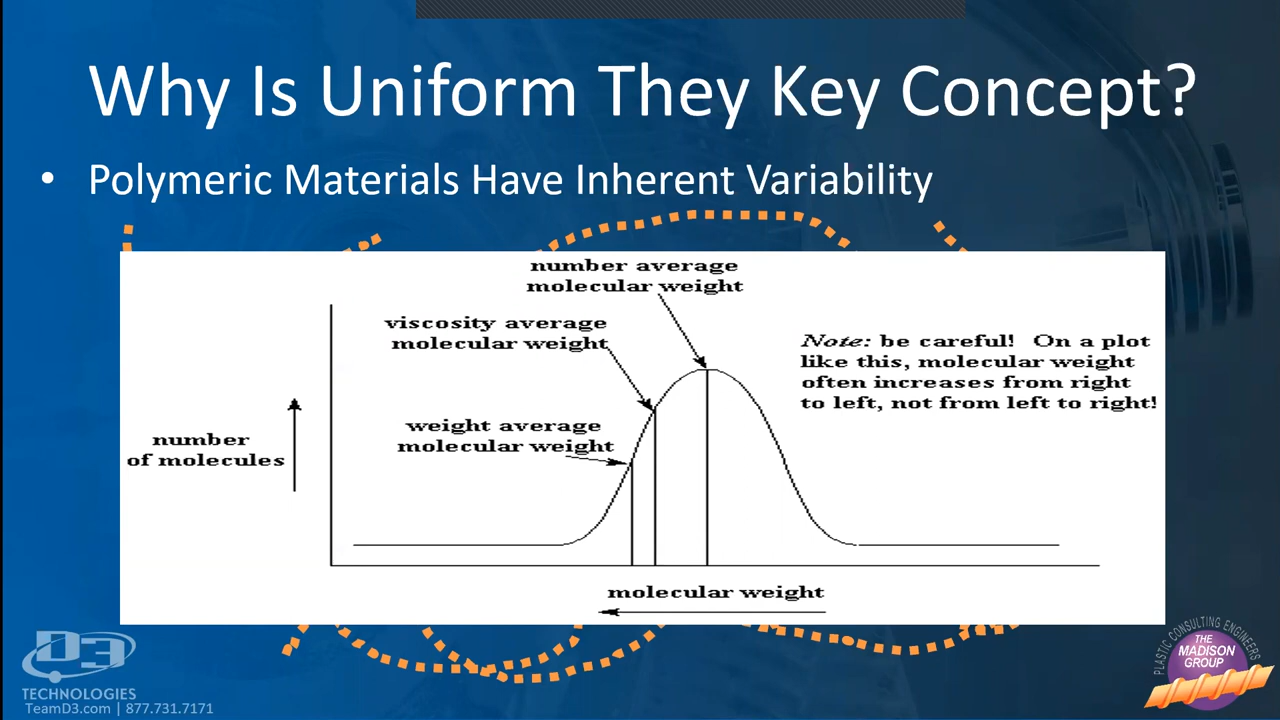 Why Is Uniform They Key Concept?
• Polymeric Materials Have Inherent Variability
number average
molecular weight
viscosity average
molecular weight
Note: be careful! On a plot
like this, molecular weight
often increases from right
to left, not from left to right!
weight average
molecular weight
number
of molecules
molecular weight
D3
TECHNOLOGIES
TeamD3.com | 877.731.7171
PLASTIC CONSULTING ENGINEERS
THE
MADISON
GROUP